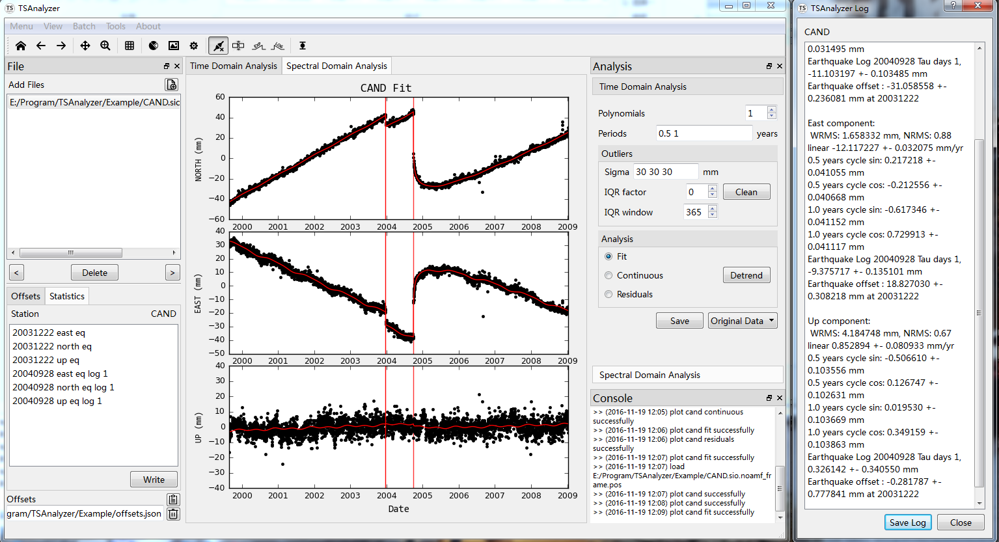 TS TSAnalyzer
Menu View Batch Tools About
File
Add Files
E:/Program/TSAnalyzer/Example/CAND.sic
< Delete >
Offsets Statistics
Station CAND
20031222 east eq
20031222 north eq
20031222 up eq
20040928 east eq log 1
20040928 north eq log 1
20040928 up eq log 1
Write
Offsets
gram/TSAnalyzer/Example/offsets.json
Time Domain Analysis Spectral Domain Analysis
CAND Fit
60
40
20
0
−20
−40
−60
NORTH (mm)
2000 2001 2002 2003 2004 2005 2006 2007 2008 2009
40
30
20
10
0
−10
−20
−30
−40
−50
EAST (mm)
2000 2001 2002 2003 2004 2005 2006 2007 2008 2009
40
30
20
10
0
−10
−20
−30
−40
UP (mm)
2000 2001 2002 2003 2004 2005 2006 2007 2008 2009
Date
Analysis
Time Domain Analysis
Polynomials 1
Periods 0.5 1 years
Outliers
Sigma 30 30 30 mm
IQR factor 0 Clean
IQR window 365
Analysis
Fit
Continuous Detrend
Residuals
Save Original Data
Spectral Domain Analysis
Console
>> (2016-11-19 12:05) plot cand continuous
successfully
>> (2016-11-19 12:06) plot cand fit successfully
>> (2016-11-19 12:06) plot cand residuals
successfully
>> (2016-11-19 12:07) plot cand fit successfully
>> (2016-11-19 12:07) load
E:/Program/TSAnalyzer/Example/CAND.sio.noamf_fr
ame.pos
>> (2016-11-19 12:07) plot cand successfully
>> (2016-11-19 12:08) plot cand successfully
>> (2016-11-19 12:09) plot cand fit successfully
TS TSAnalyzer Log
CAND
0.031495 mm
Earthquake Log 20040928 Tau days 1,
-11.103197 +- 0.103485 mm
Earthquake offset : -31.058558 +-
0.236081 mm at 20031222
East component:
WRMS: 1.658332 mm, NRMS: 0.88
linear -12.117227 +- 0.032075 mm/yr
0.5 years cycle sin: 0.217218 +-
0.041055 mm
0.5 years cycle cos: -0.212556 +-
0.040668 mm
1.0 years cycle sin: -0.617346 +-
0.041152 mm
1.0 years cycle cos: 0.729913 +-
0.041117 mm
Earthquake Log 20040928 Tau days 1,
-9.375717 +- 0.135101 mm
Earthquake offset : 18.827030 +-
0.308218 mm at 20031222
Up component:
WRMS: 4.184748 mm, NRMS: 0.67
linear 0.852894 +- 0.080933 mm/yr
0.5 years cycle sin: -0.506610 +-
0.103556 mm
0.5 years cycle cos: 0.126747 +-
0.102631 mm
1.0 years cycle sin: 0.019530 +-
0.103669 mm
1.0 years cycle cos: 0.349159 +-
0.103863 mm
Earthquake Log 20040928 Tau days 1,
0.326142 +- 0.340550 mm
Earthquake offset : -0.281787 +-
0.777841 mm at 20031222
Save Log Close